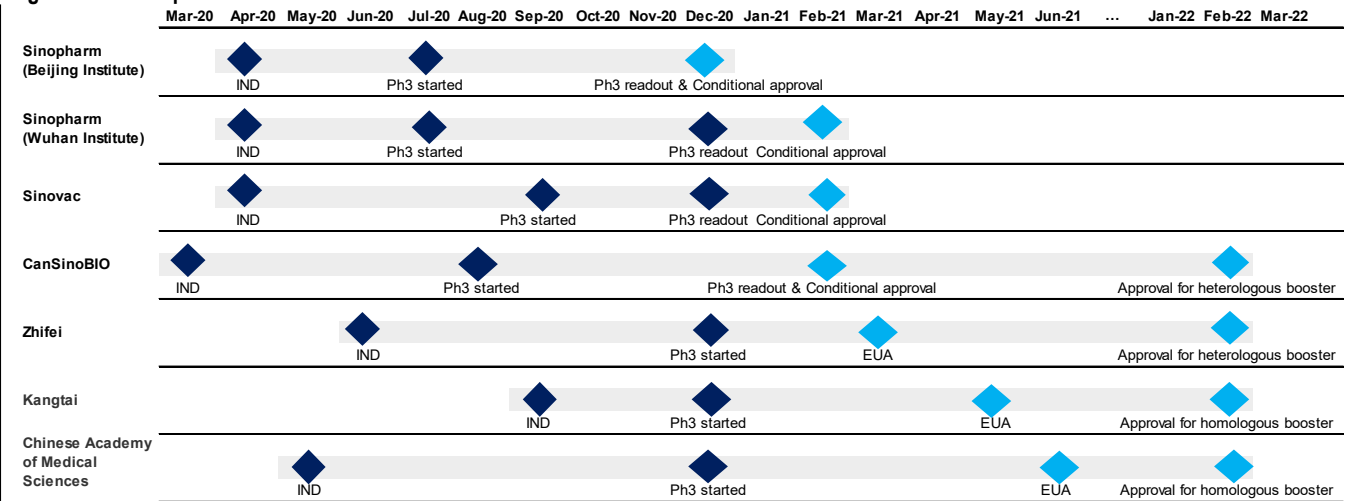 Mar-20 Apr-20 May-20 Jun-20 Jul-20 Aug-20 Sep-20 Oct-20 Nov-20 Dec-20 Jan-21 Feb-21 Mar-21 Apr-21 May-21 Jun-21 ... Jan-22 Feb-22 Mar-22
Sinopharm
(Beijing Institute)
IND Ph3 started Ph3 readout & Conditional approval
Sinopharm
(Wuhan Institute)
IND Ph3 started Ph3 readout Conditional approval
Sinovac
IND Ph3 started Ph3 readout Conditional approval
CanSinoBIO
IND Ph3 started Ph3 readout & Conditional approval Approval for heterologous booster
Zhifei
IND Ph3 started EUA Approval for heterologous booster
Kangtai
IND Ph3 started EUA Approval for homologous booster
Chinese Academy
of Medical
Sciences
IND Ph3 started EUA Approval for homologous booster